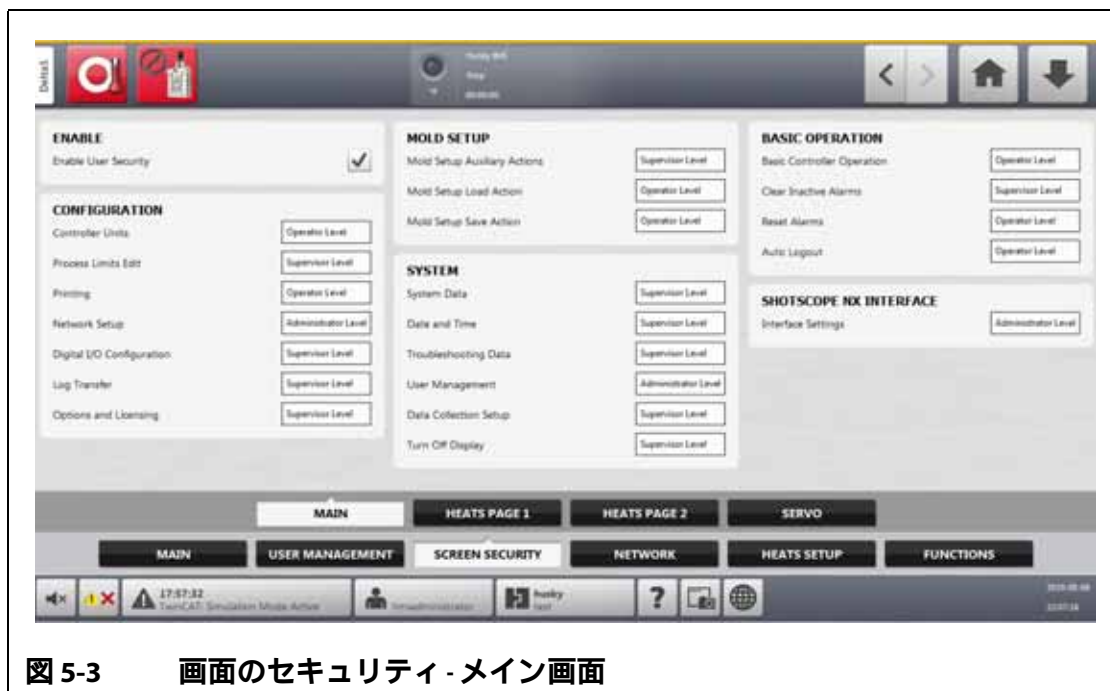 Delta3
ENABLE
Enable User Security
CONFIGURATION
Controller Units Operator Level
Process Limits Edit Supervisor Level
Printing Operator Level
Network Setup Administrator Level
Digital I/O Configuration Supervisor Level
Log Transfer Supervisor Level
Options and Licensing Supervisor Level
MOLD SETUP
Mold Setup Auxiliary Actions Supervisor Level
Mold Setup Load Action Operator Level
Mold Setup Save Action Operator Level
SYSTEM
System Data Supervisor Level
Date and Time Supervisor Level
Troubleshooting Data Supervisor Level
User Management Administrator Level
Data Collection Setup Supervisor Level
Turn Off Display Supervisor Level
BASIC OPERATION
Basic Controller Operation Operator Level
Clear Inactive Alarms Supervisor Level
Reset Alarms Operator Level
Auto Logout Operator Level
SHOTSCOPE NX INTERFACE
Interface Settings Administrator Level
MAIN HEATS PAGE 1 HEATS PAGE 2 SERVO
MAIN USER MANAGEMENT SCREEN SECURITY NETWORK HEATS SETUP FUNCTIONS
17:57:32
TwinCAT: Simulation Mode Active
hmiadministrator
husky
test
?
図 5-3 画面のセキュリティ - メイン画面